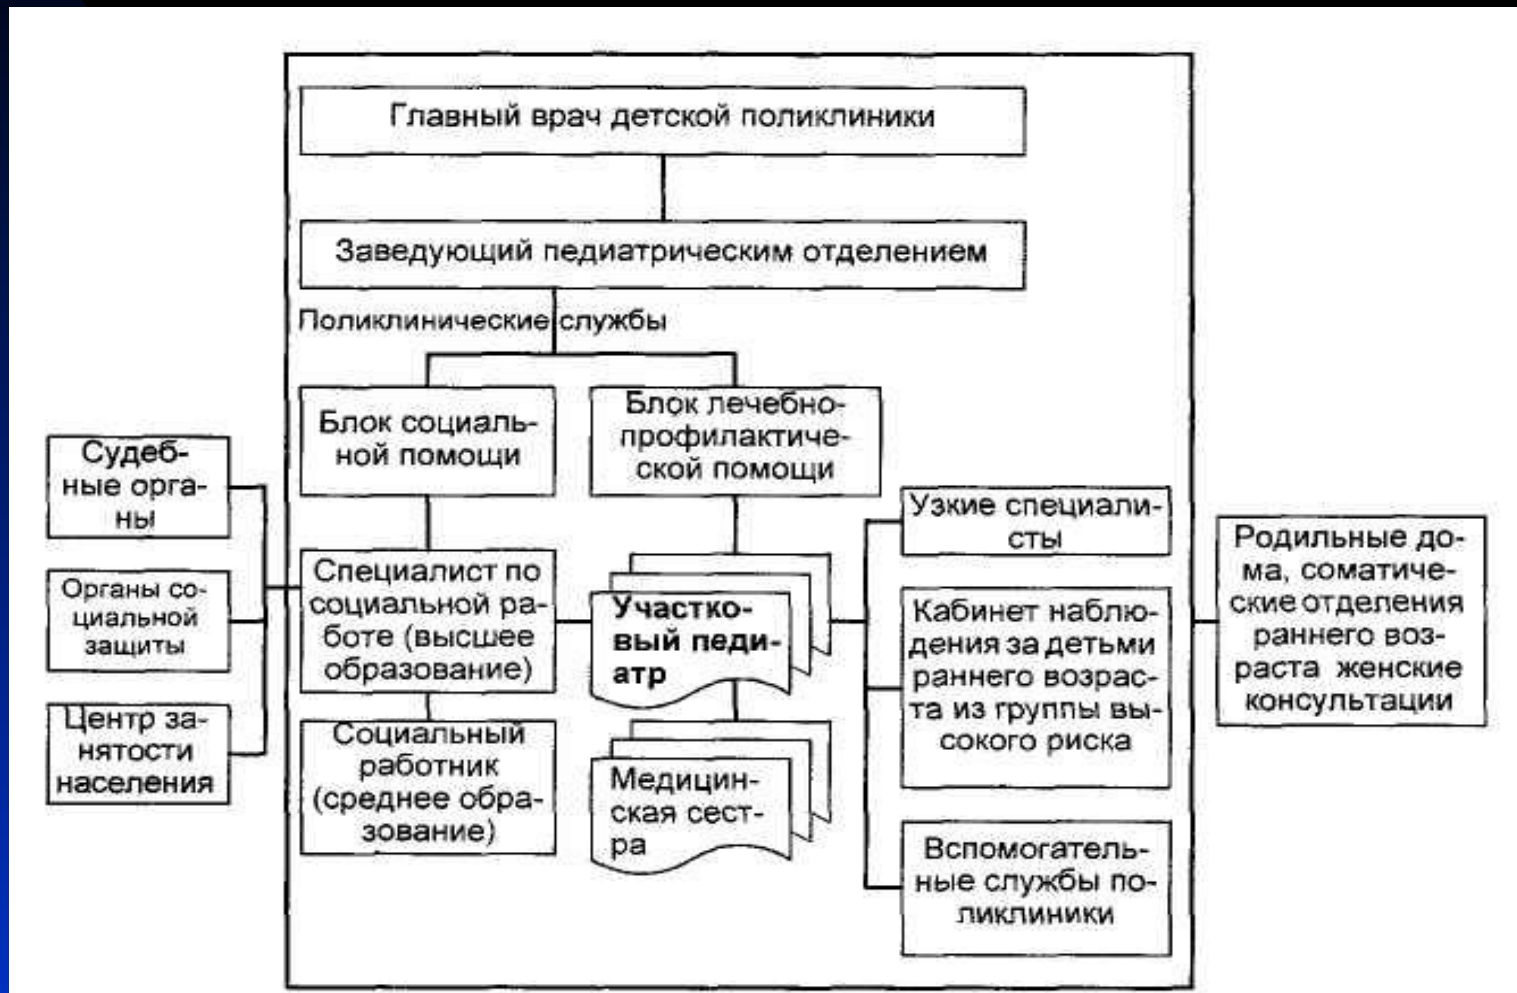 Главный врач детской поликлиники
Заведующий педиатрическим отделением
Поликлинические службы
Блок социаль-
ной помощи
Блок лечебно-
профилактиче-
ской помощи
Судеб-
ные орга-
ны
Органы со-
циальной
защиты
Центр за-
нятости
населения
Специалист по
социальной ра-
боте (высшее
образование)
Социальный
работник
(среднее обра-
зование)
Участко-
вый педи-
атр
Медицин-
ская сест-
ра
Узкие специали-
сты
Кабинет наблю-
дения за детьми
раннего возрас-
та из группы вы-
сокого риска
Вспомогатель-
ные службы по-
ликлиники
Родильные до-
ма, соматиче-
ские отделения
раннего воз-
раста женские
консультации